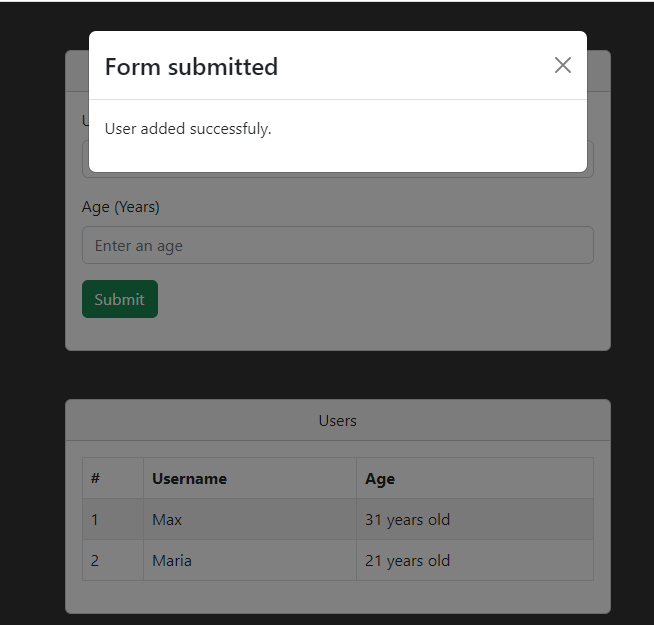 Form submitted
User added successfuly.
Age (Years)
Enter an age
Submit
Users
# Username Age
1 Max 31 years old
2 Maria 21 years old